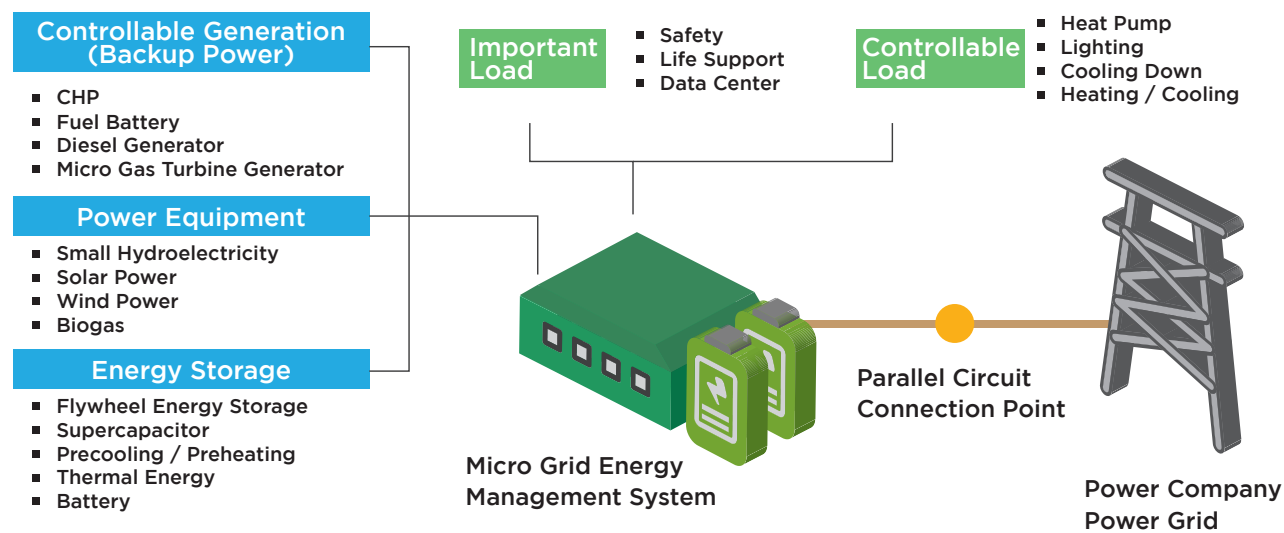 Controllable Generation
(Backup Power)
CHP
Fuel Battery
Diesel Generator
Micro Gas Turbine Generator
Power Equipment
Small Hydroelectricity
Solar Power
Wind Power
Biogas
Energy Storage
Flywheel Energy Storage
Supercapacitor
Precooling / Preheating
Thermal Energy
Battery
Important
Load
Safety
Life Support
Data Center
Controllable
Load
Heat Pump
Lighting
Cooling Down
Heating / Cooling
Micro Grid Energy
Management System
Parallel Circuit
Connection Point
Power Company
Power Grid